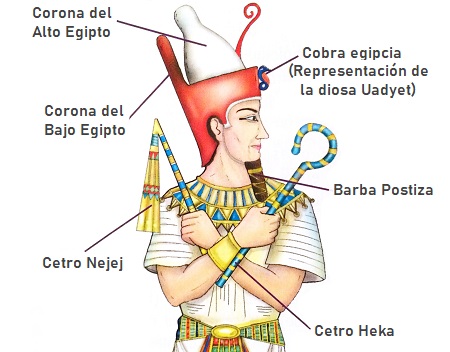 Corona del
Alto Egipto
Cobra egipcia
(Representación de
la diosa Uadyet)
Corona del
Bajo Egipto
Barba Postiza
Cetro Nejej
Cetro Heka